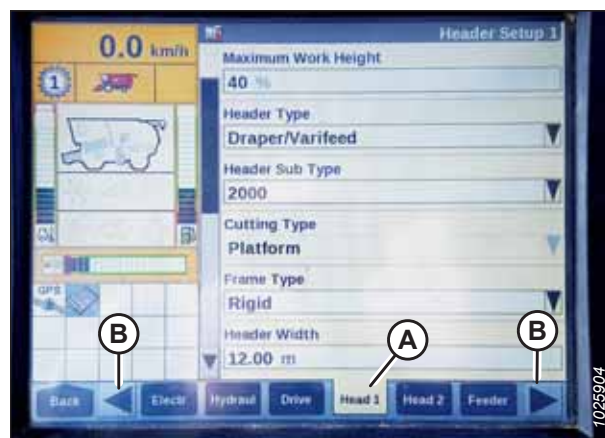 0.0 km/h
Header Setup 1
Maximum Work Height
40 %
1
Header Type
Draper/Varifeed
Header Sub Type
2000
Cutting Type
Platform
Frame Type
GPS
Rigid
Header Width
B
A
B
12.00 m
Back
Electr
Hydraul
Drive
Head 1
Head 2
Feeder
1025904